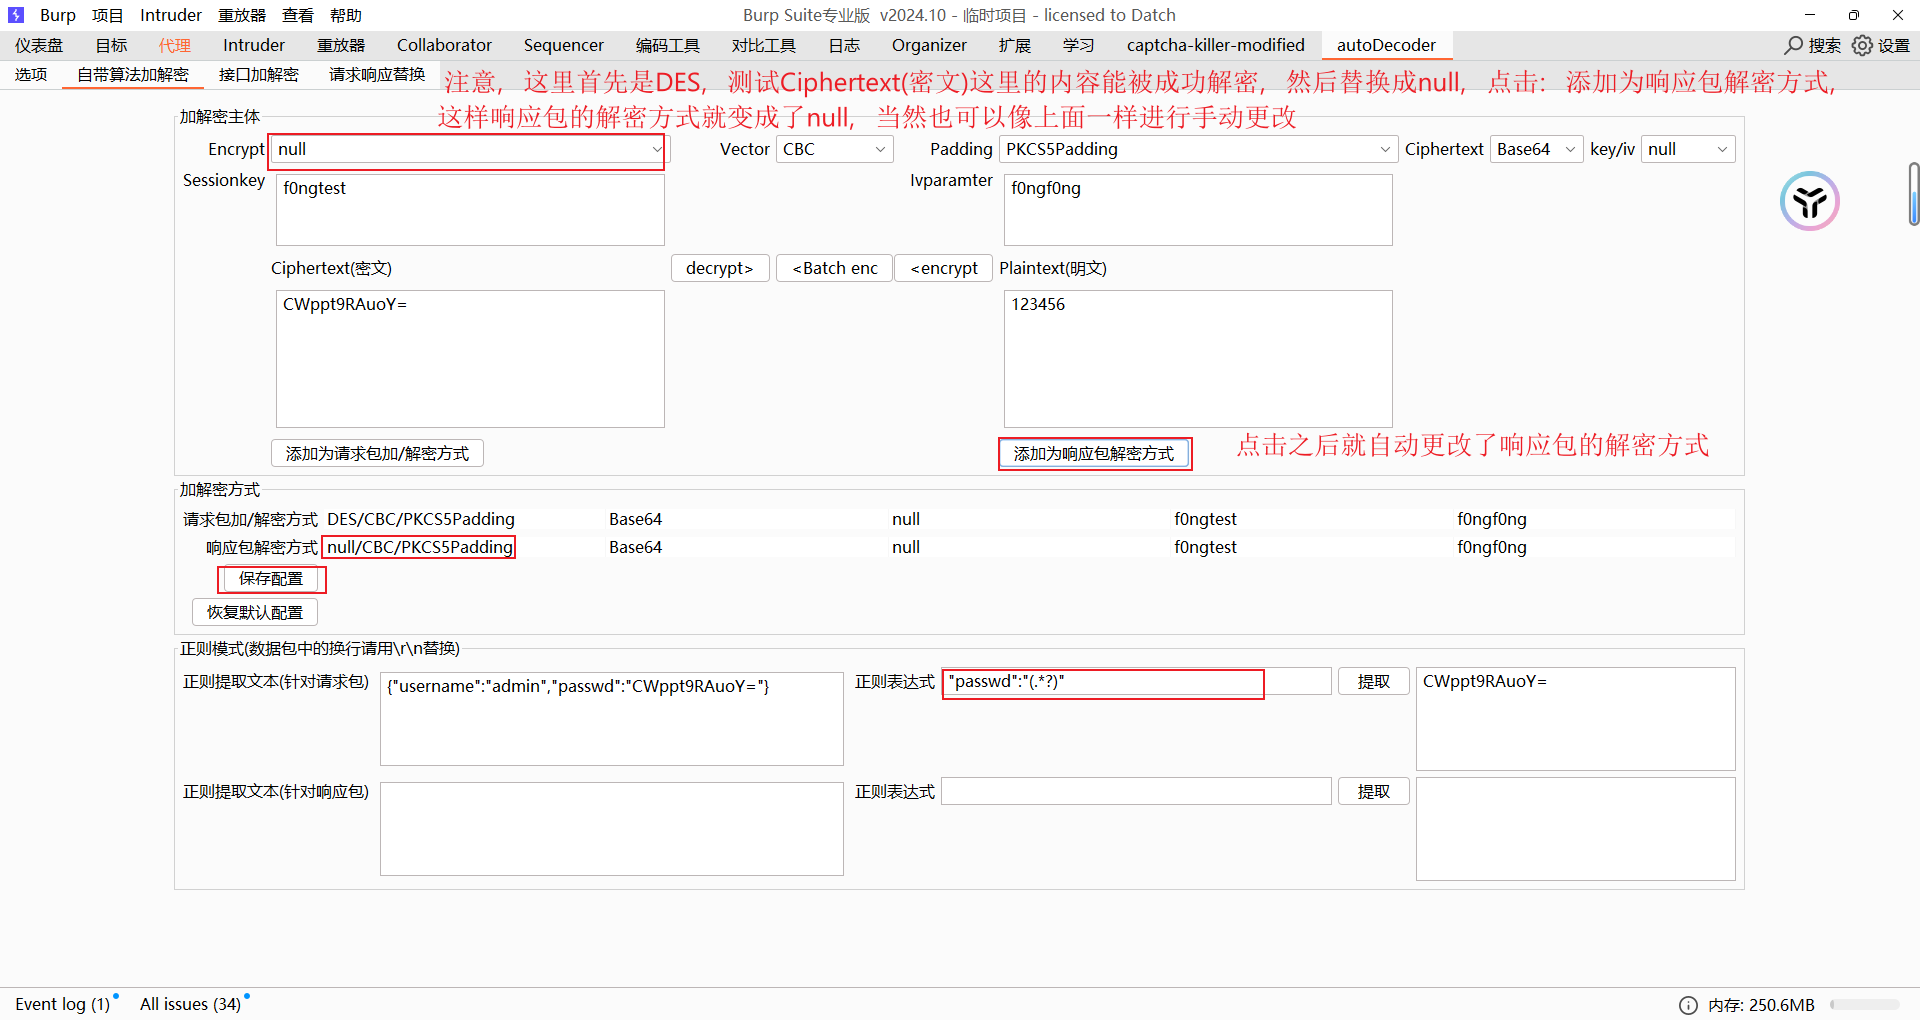 Burp 项目 Intruder 重放器 查看 帮助 Burp Suite专业版 v2024.10 - 临时项目 - licensed to Datch
仪表盘 目标 代理 Intruder 重放器 Collaborator Sequencer 编码工具 对比工具 日志 Organizer 扩展 学习 captcha-killer-modified autoDecoder 搜索 设置
选项 自带算法加解密 接口加解密 请求响应替换
注意，这里首先是DES，测试Ciphertext(密文)这里的内容能被成功解密，然后替换成null，点击：添加为响应包解密方式，
这样响应包的解密方式就变成了null，当然也可以像上面一样进行手动更改
加解密主体
Encrypt null Vector CBC Padding PKCS5Padding Ciphertext Base64 key/iv null
Sessionkey f0ngtest Ivparamter f0ngf0ng
Ciphertext(密文) decrypt> <Batch enc <encrypt Plaintext(明文)
CWppt9RAuoY= 123456
添加为请求包加/解密方式 添加为响应包解密方式 点击之后就自动更改了响应包的解密方式
加解密方式
请求包加/解密方式 DES/CBC/PKCS5Padding Base64 null f0ngtest f0ngf0ng
响应包解密方式 null/CBC/PKCS5Padding Base64 null f0ngtest f0ngf0ng
保存配置
恢复默认配置
正则模式(数据包中的换行请用\r\n替换)
正则提取文本(针对请求包) {"username":"admin","passwd":"CWppt9RAuoY="} 正则表达式 "passwd":"(.*?)" 提取 CWppt9RAuoY=
正则提取文本(针对响应包) 正则表达式 提取
Event log (1) All issues (34) 内存: 250.6MB